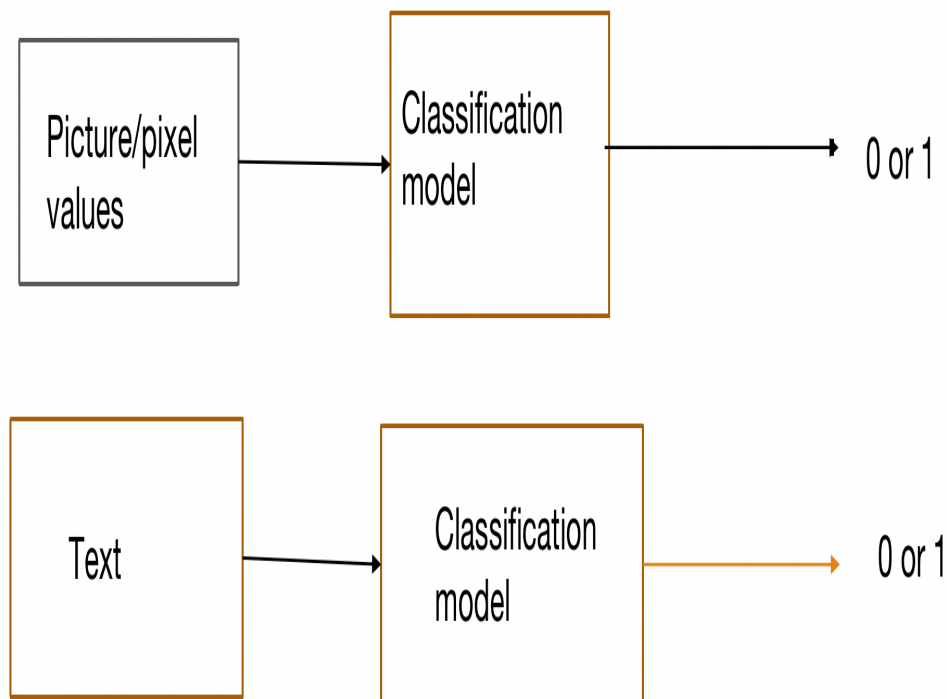 Picture/pixel
values
Classification
model
0 or 1
Text
Classification
model
0 or 1